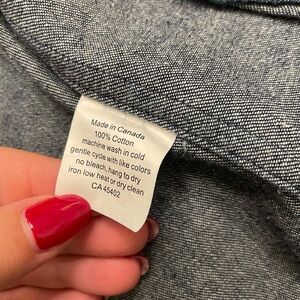 Made in Canada
100% Cotton
machine wash in cold
gentle cycle with like colors
no bleach, hang to dry
iron low heat or dry clean
CA 45402